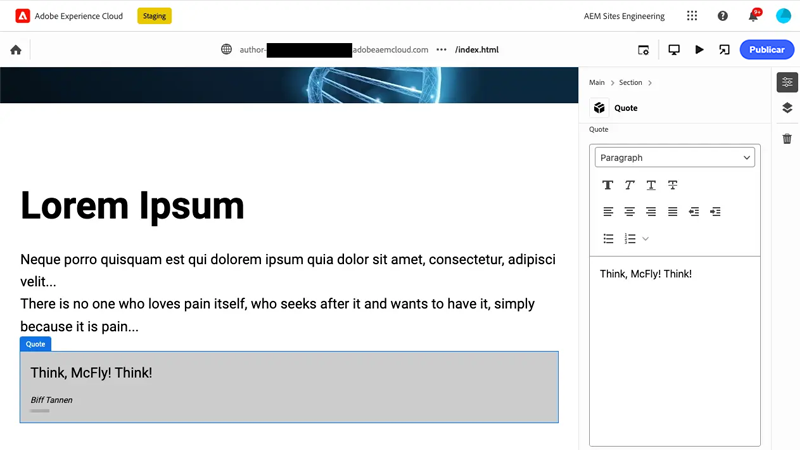 Adobe Experience Cloud
Staging
AEM Sites Engineering
9+
author-
adobeaemcloud.com
••• /index.html
Publicar
Main > Section >
Quote
Quote
Paragraph
T T T T
Lorem Ipsum
Neque porro quisquam est qui dolorem ipsum quia dolor sit amet, consectetur, adipisci
velit...
There is no one who loves pain itself, who seeks after it and wants to have it, simply
because it is pain...
Quote
Think, McFly! Think!
Biff Tannen
Think, McFly! Think!